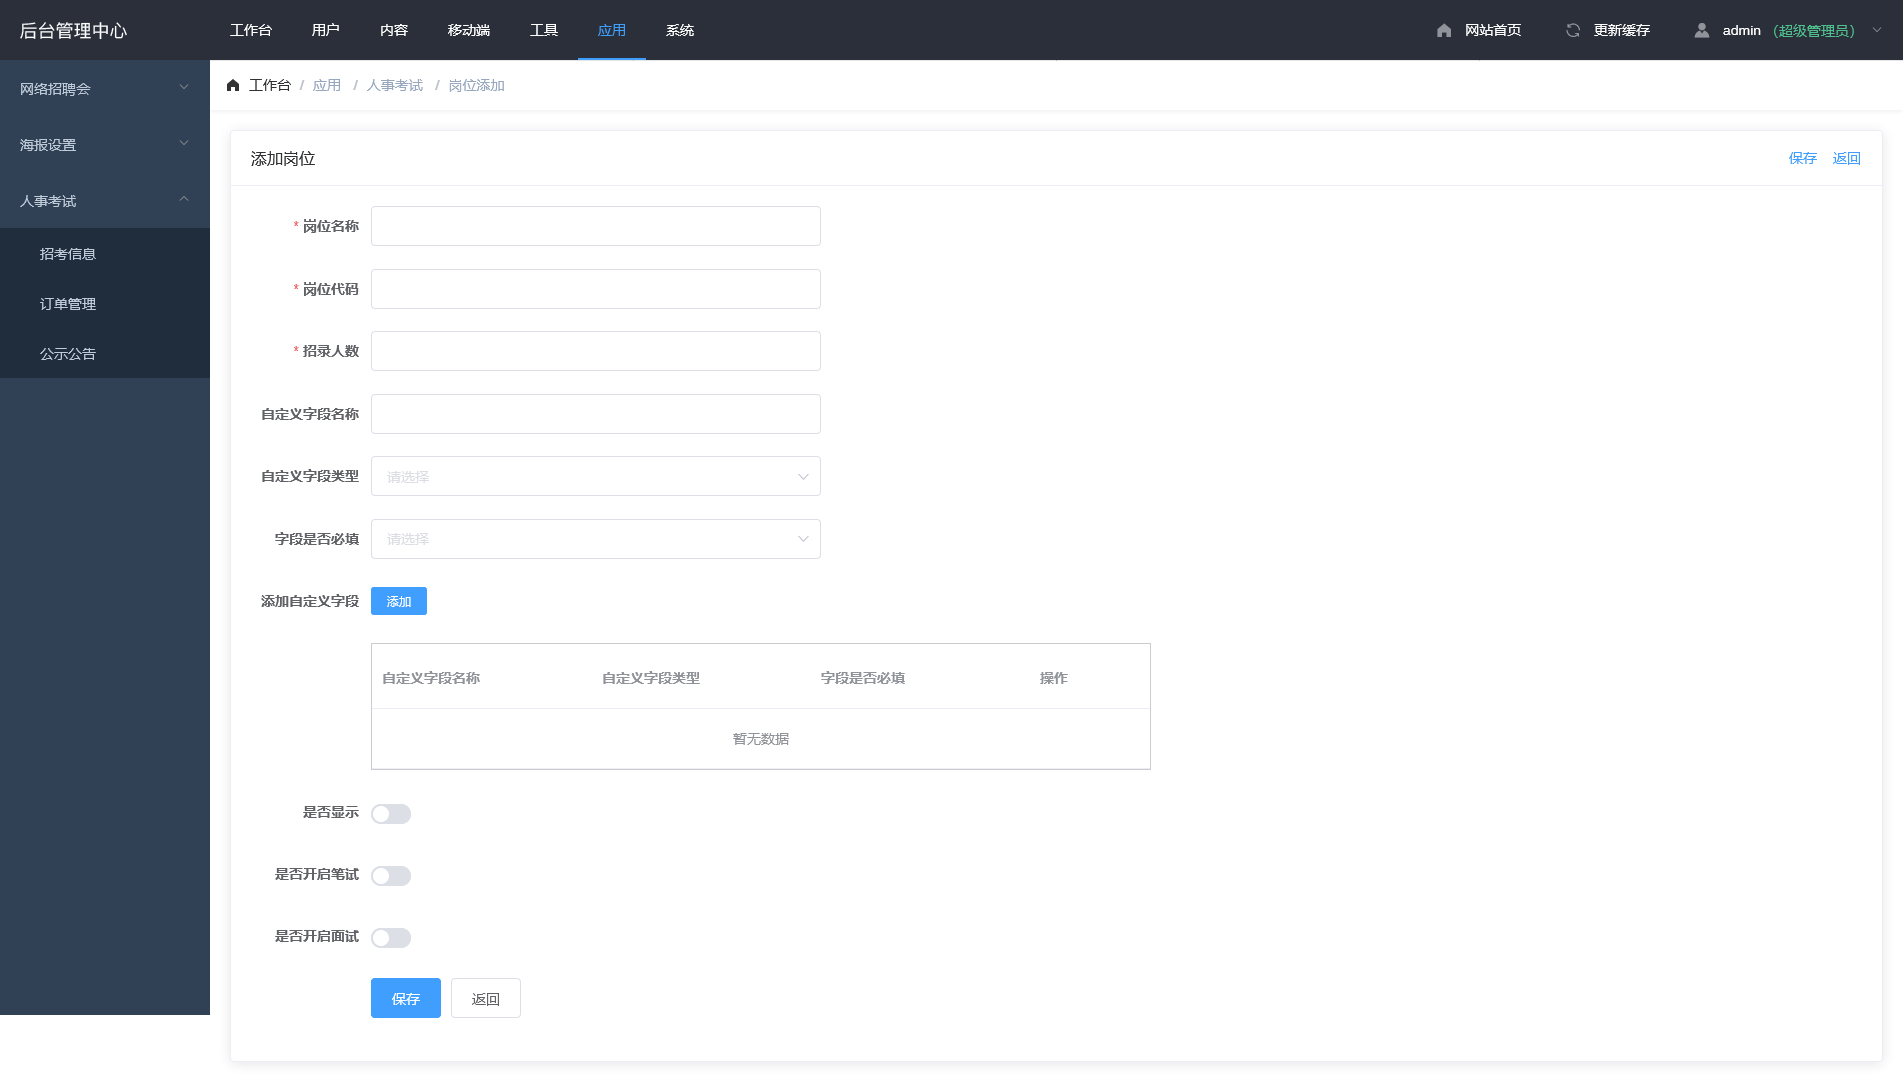 后台管理中心 工作台 用户 内容 移动端 工具 应用 系统 网站首页 更新缓存 admin (超级管理员)
网络招聘会
海报设置
人事考试
招考信息
订单管理
公示公告
工作台 / 应用 / 人事考试 / 岗位添加
添加岗位 保存 返回
* 岗位名称
* 岗位代码
* 招录人数
自定义字段名称
自定义字段类型 请选择
字段是否必填 请选择
添加自定义字段 添加
自定义字段名称 自定义字段类型 字段是否必填 操作
暂无数据
是否显示
是否开启笔试
是否开启面试
保存 返回